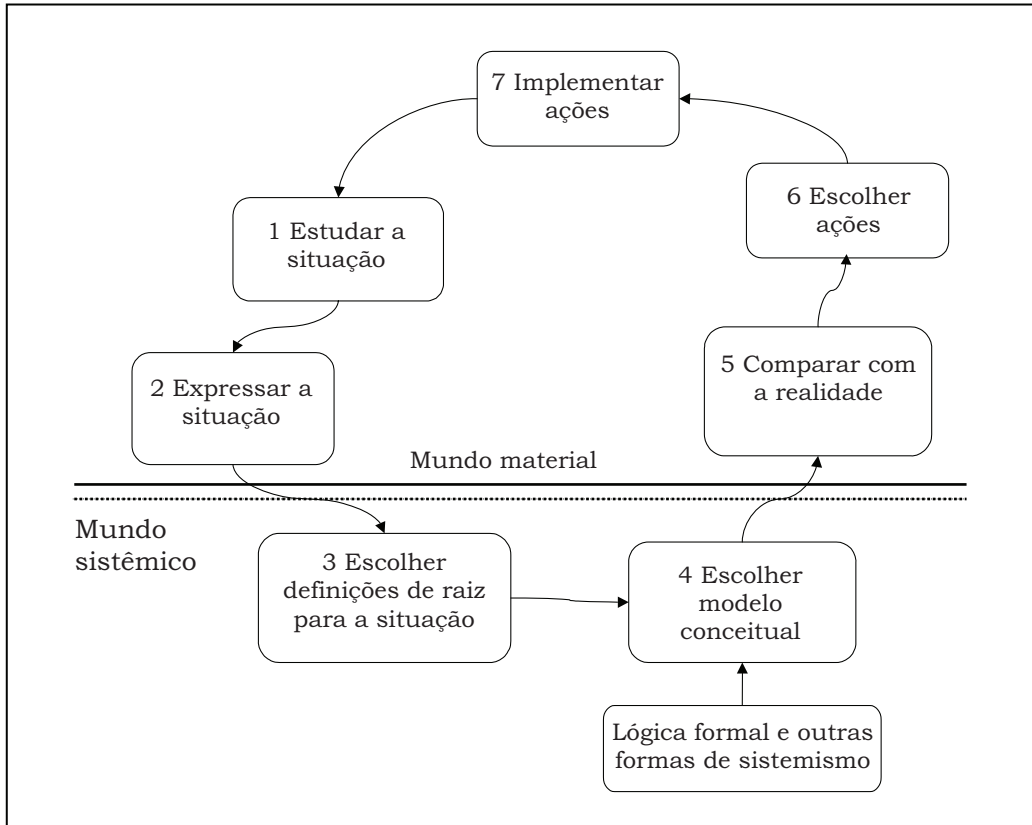 7 Implementar
ações
6 Escolher
ações
1 Estudar a
situação
5 Comparar com
a realidade
2 Expressar a
situação
Mundo material
Mundo
sistêmico
3 Escolher
definições de raiz
para a situação
4 Escolher
modelo
conceitual
Lógica formal e outras
formas de sistemismo